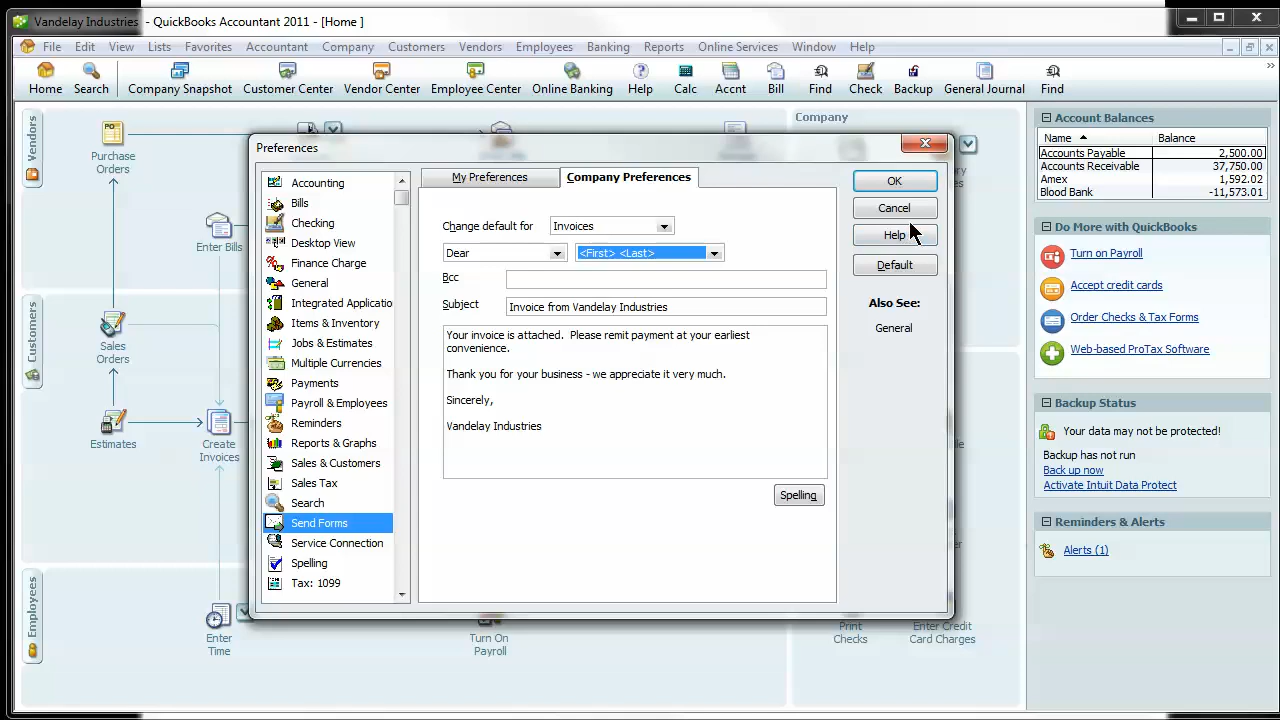 Vandelay Industries - QuickBooks Accountant 2011 - [Home ]
File Edit View Lists Favorites Accountant Company Customers Vendors Employees Banking Reports Online Services Window Help
Home Search Company Snapshot Customer Center Vendor Center Employee Center Online Banking Help Calc Accnt Bill Find Check Backup General Journal Find
Vendors
Purchase
Orders
Enter Bills
Customers
Sales
Orders
Estimates
Create
Invoices
Employees
Enter
Time
Turn On
Payroll
Company
Print
Checks
Enter Credit
Card Charges
Preferences
Accounting
Bills
Checking
Desktop View
Finance Charge
General
Integrated Applicatio
Items & Inventory
Jobs & Estimates
Multiple Currencies
Payments
Payroll & Employees
Reminders
Reports & Graphs
Sales & Customers
Sales Tax
Search
Send Forms
Service Connection
Spelling
Tax: 1099
My Preferences Company Preferences
Change default for Invoices
Dear <First> <Last>
Bcc
Subject Invoice from Vandelay Industries
Your invoice is attached.  Please remit payment at your earliest
convenience.
Thank you for your business - we appreciate it very much.
Sincerely,
Vandelay Industries
Spelling
OK
Cancel
Help
Default
Also See:
General
Account Balances
Name Balance
Accounts Payable 2,500.00
Accounts Receivable 37,750.00
Amex 1,592.02
Blood Bank -11,573.01
Do More with QuickBooks
Turn on Payroll
Accept credit cards
Order Checks & Tax Forms
Web-based ProTax Software
Backup Status
Your data may not be protected!
Backup has not run
Back up now
Activate Intuit Data Protect
Reminders & Alerts
Alerts (1)